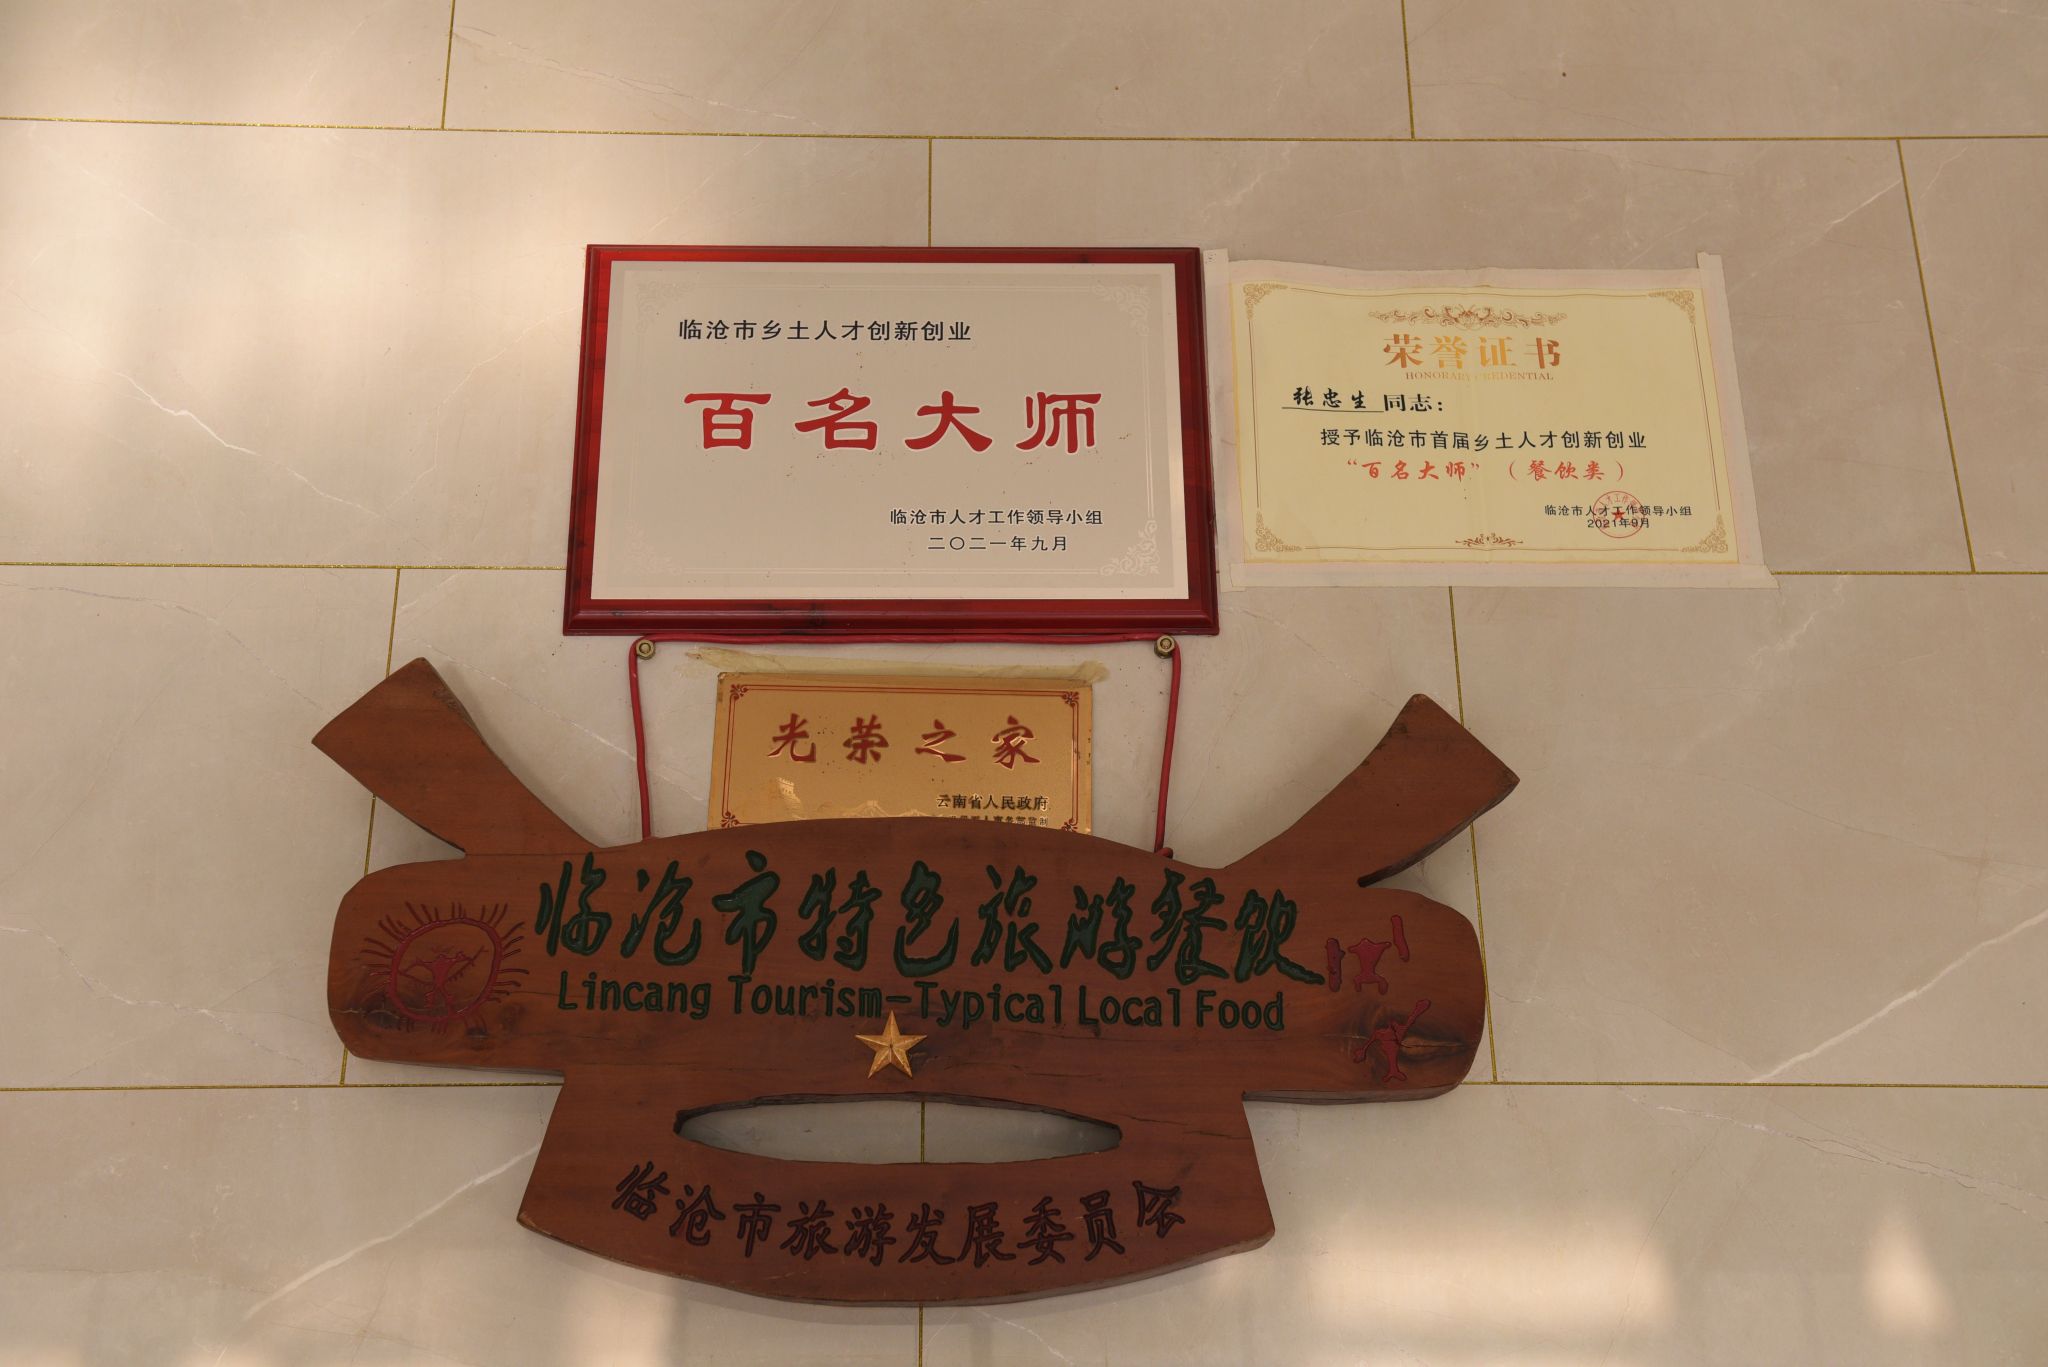 临沧市乡土人才创新创业
百名大师
临沧市人才工作领导小组
二〇二一年九月
荣誉证书
HONORARY CREDENTIAL
张忠生同志：
授予临沧市首届乡土人才创新创业
“百名大师”（餐饮类）
临沧市人才工作领导小组
2021年9月
光荣之家
云南省人民政府
临沧市特色旅游餐饮
Lincang Tourism-Typical Local Food
临沧市旅游发展委员会